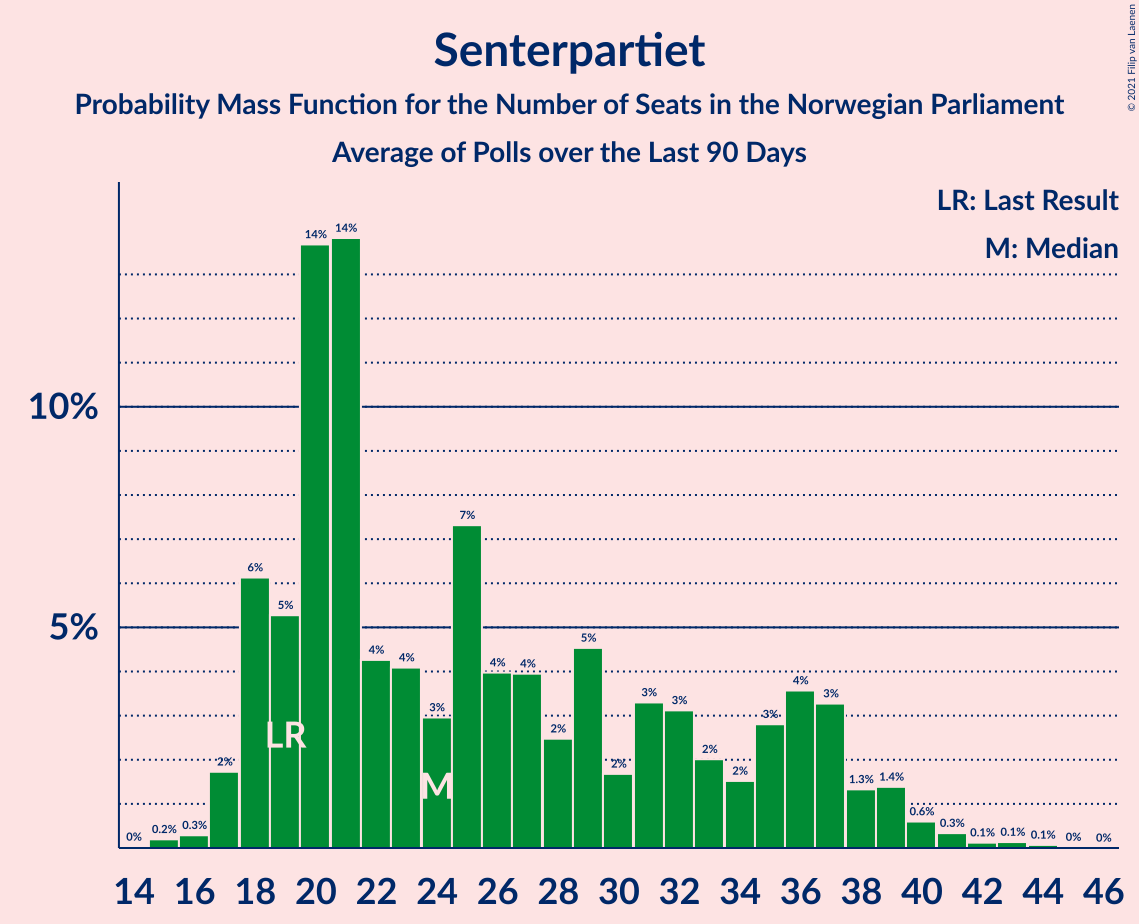 Senterpartiet
Probability Mass Function for the Number of Seats in the Norwegian Parliament
Average of Polls over the Last 90 Days
© 2021 Filip van Laenen
LR: Last Result
M: Median
10%
5%
0% 0.2% 0.3% 2% 6% 5% 14% 14% 4% 4% 3% 7% 4% 4% 2% 5% 2% 3% 3% 2% 2% 3% 4% 3% 1.3% 1.4% 0.6% 0.3% 0.1% 0.1% 0.1% 0% 0%
LR
M
14 16 18 20 22 24 26 28 30 32 34 36 38 40 42 44 46